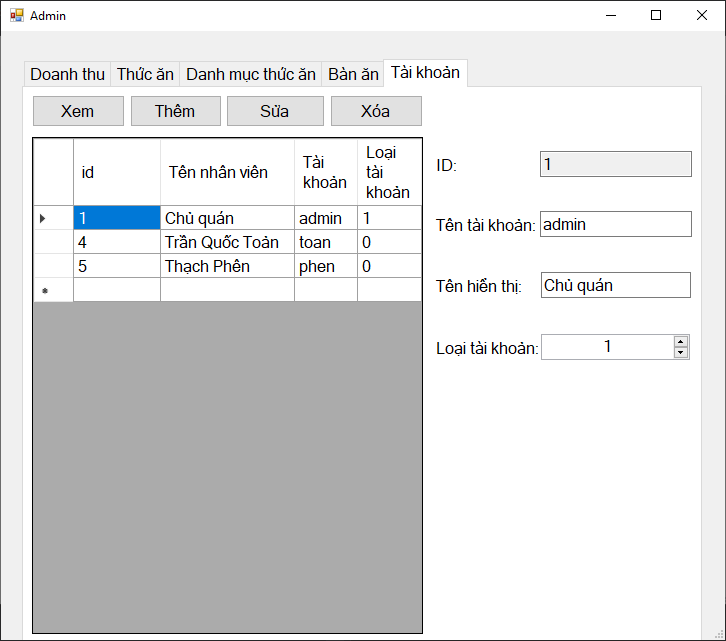 Admin
Doanh thu Thức ăn Danh mục thức ăn Bàn ăn Tài khoản
Xem Thêm Sửa Xóa
id Tên nhân viên Tài khoản Loại tài khoản
1 Chủ quán admin 1
4 Trần Quốc Toản toan 0
5 Thạch Phên phen 0
ID: 1
Tên tài khoản: admin
Tên hiển thị: Chủ quán
Loại tài khoản: 1